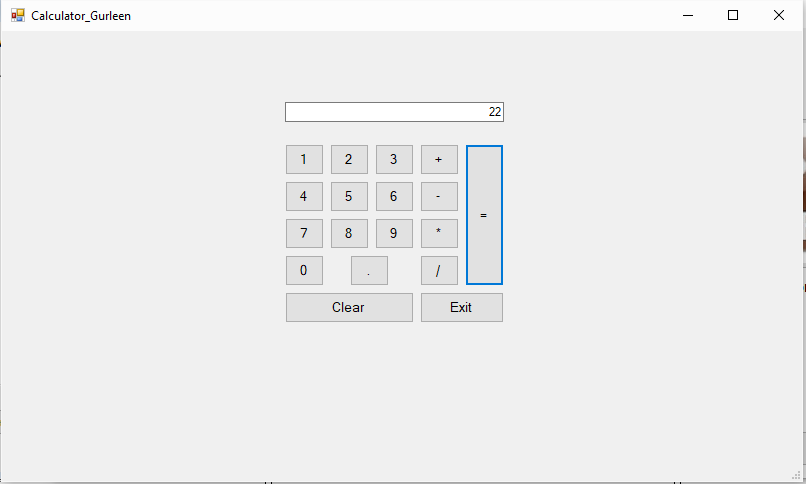 Calculator_Gurleen
22
1 2 3 + =
4 5 6 -
7 8 9 *
0 . /
Clear Exit